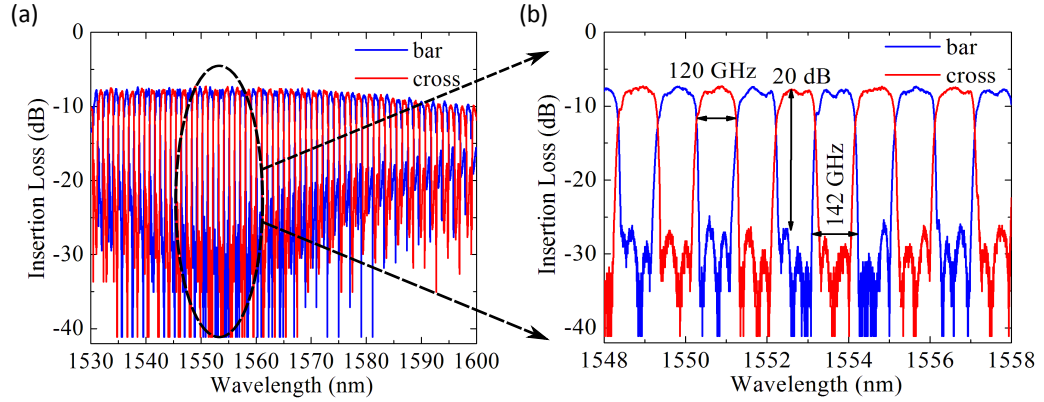 (a)
0
-10
-20
-30
-40
Insertion Loss (dB)
bar
cross
1530 1540 1550 1560 1570 1580 1590 1600
Wavelength (nm)
(b)
0
-10
-20
-30
-40
Insertion Loss (dB)
bar
cross
120 GHz
20 dB
142 GHz
1548 1550 1552 1554 1556 1558
Wavelength (nm)